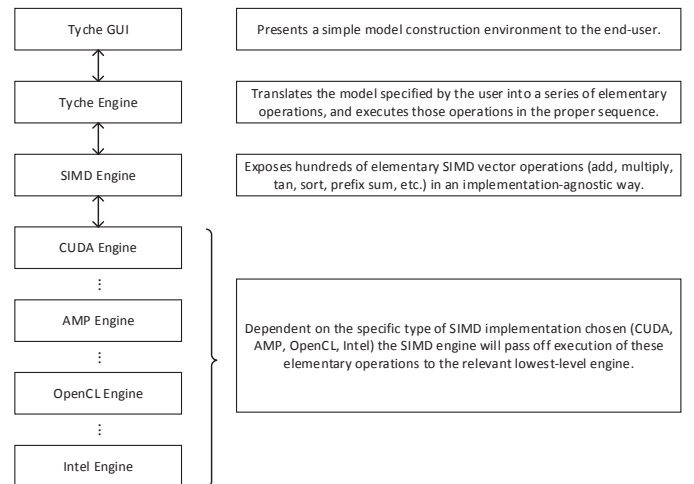 Tyche GUI
Presents a simple model construction environment to the end-user.
Tyche Engine
Translates the model specified by the user into a series of elementary
operations, and executes those operations in the proper sequence.
SIMD Engine
Exposes hundreds of elementary SIMD vector operations (add, multiply,
tan, sort, prefix sum, etc.) in an implementation-agnostic way.
CUDA Engine
⋮
AMP Engine
⋮
OpenCL Engine
⋮
Intel Engine
Dependent on the specific type of SIMD implementation chosen (CUDA,
AMP, OpenCL, Intel) the SIMD engine will pass off execution of these
elementary operations to the relevant lowest-level engine.